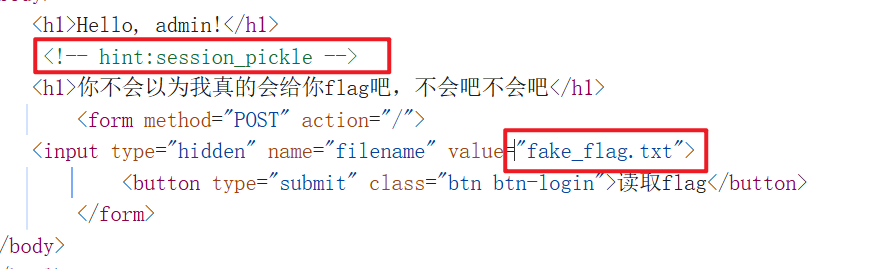 body>
<h1>Hello, admin!</h1>
<!-- hint:session_pickle -->
<h1>你不会以为我真的会给你flag吧，不会吧不会吧</h1>
<form method="POST" action="/">
<input type="hidden" name="filename" value="fake_flag.txt">
<button type="submit" class="btn btn-login">读取flag</button>
</form>
/body>